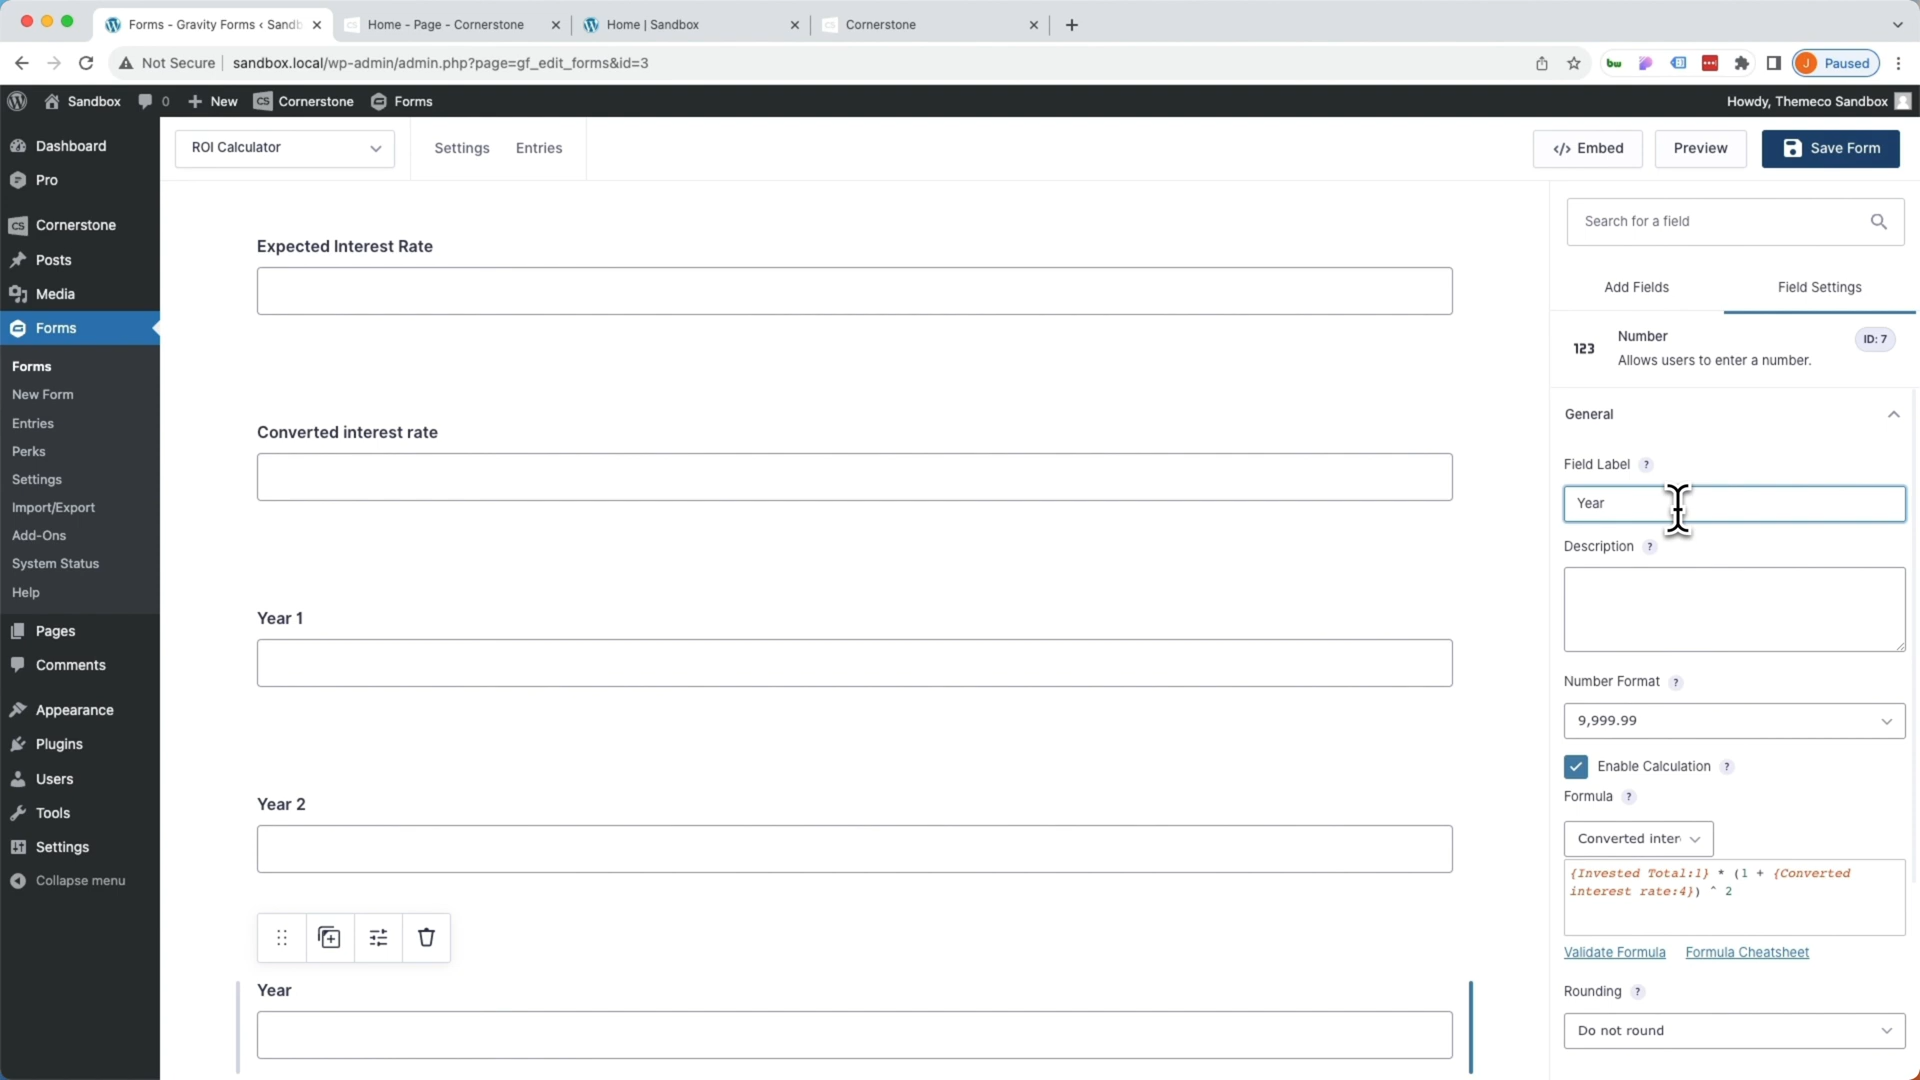 Forms - Gravity Forms ‹ Sandb
Home - Page - Cornerstone
Home | Sandbox
Cornerstone
Not Secure
sandbox.local/wp-admin/admin.php?page=gf_edit_forms&id=3
bw
J
Paused
Sandbox
0
New
CS
Cornerstone
Forms
Howdy, Themeco Sandbox
Dashboard
Pro
CS
Cornerstone
Posts
Media
Forms
Forms
New Form
Entries
Perks
Settings
Import/Export
Add-Ons
System Status
Help
Pages
Comments
Appearance
Plugins
Users
Tools
Settings
Collapse menu
ROI Calculator
Settings
Entries
</> Embed
Preview
Save Form
Expected Interest Rate
Converted interest rate
Year 1
Year 2
Year
Search for a field
Add Fields
Field Settings
123
Number
ID: 7
Allows users to enter a number.
General
Field Label ?
Year
Description ?
Number Format ?
9,999.99
Enable Calculation ?
Formula ?
Converted inter
{Invested Total:1} * (1 + {Converted
interest rate:4}) ^ 2
Validate Formula
Formula Cheatsheet
Rounding ?
Do not round